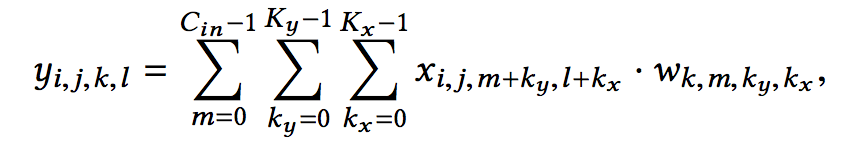 y_{i,j,k,l} = \sum_{m=0}^{C_{in}-1} \sum_{k_y=0}^{K_y-1} \sum_{k_x=0}^{K_x-1} x_{i,j,m+k_y,l+k_x} \cdot w_{k,m,k_y,k_x},